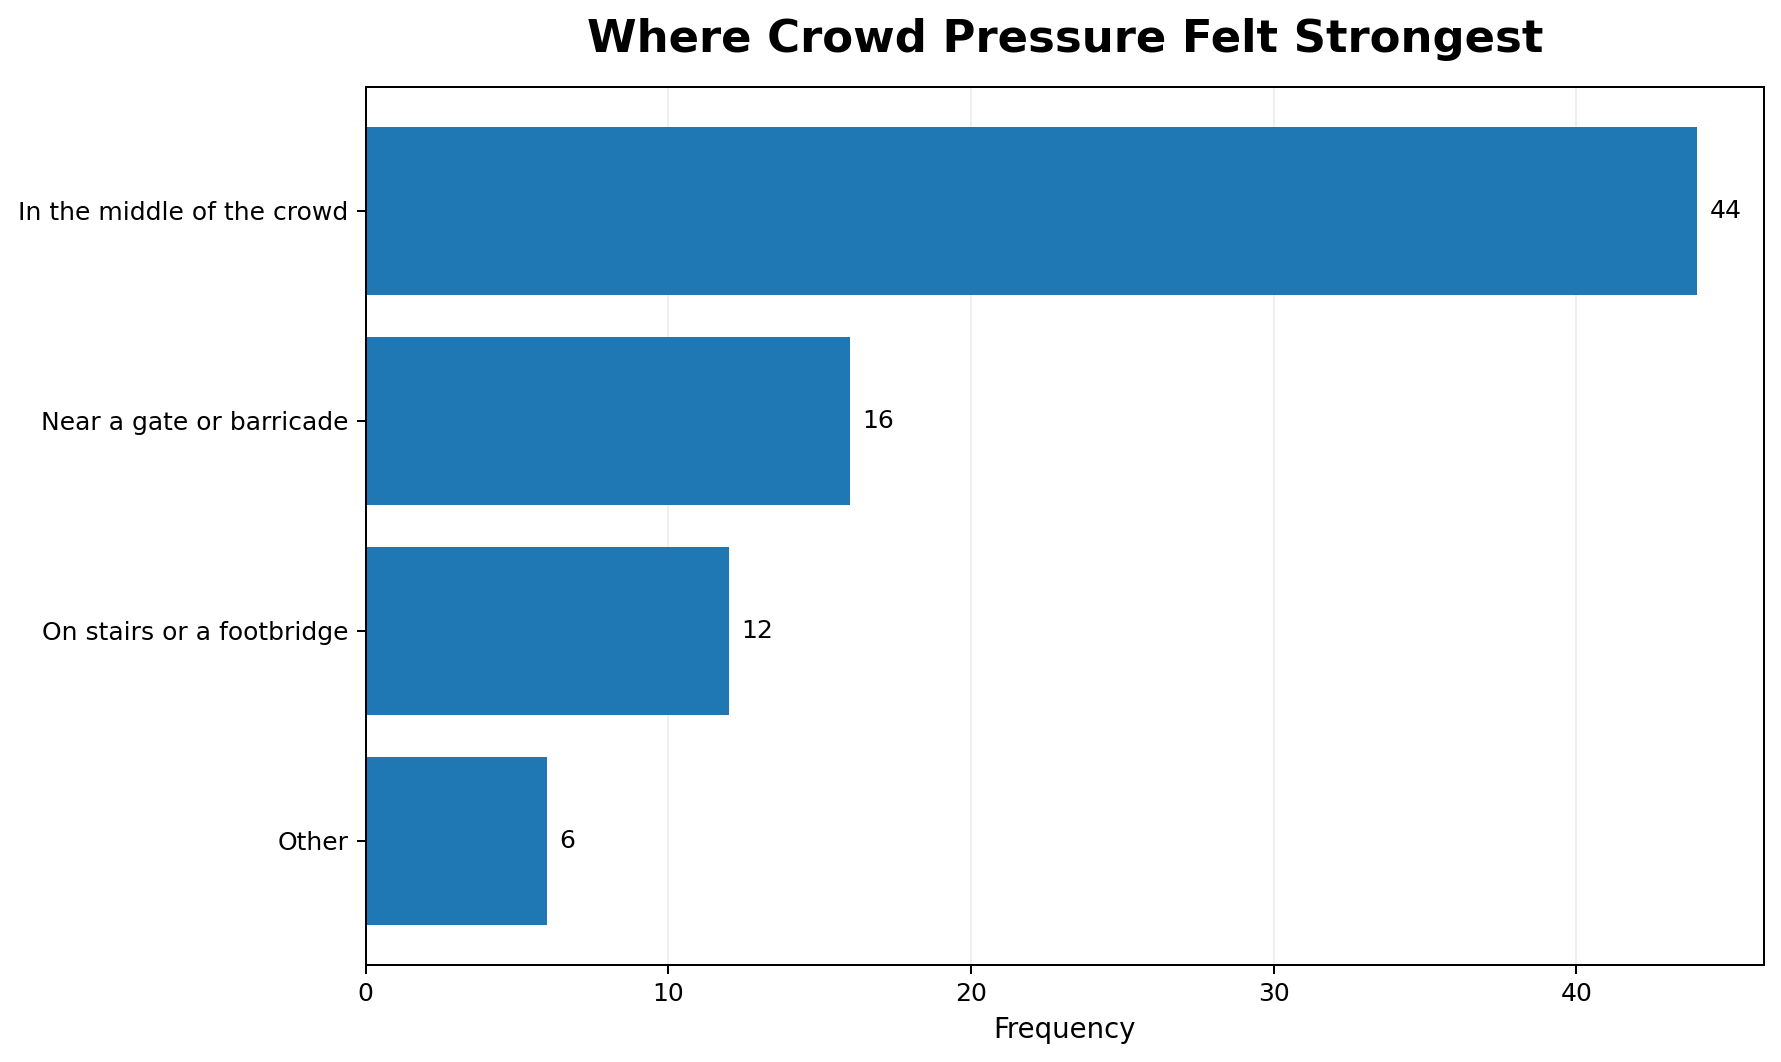 Where Crowd Pressure Felt Strongest
In the middle of the crowd 44
Near a gate or barricade 16
On stairs or a footbridge 12
Other 6
0 10 20 30 40
Frequency